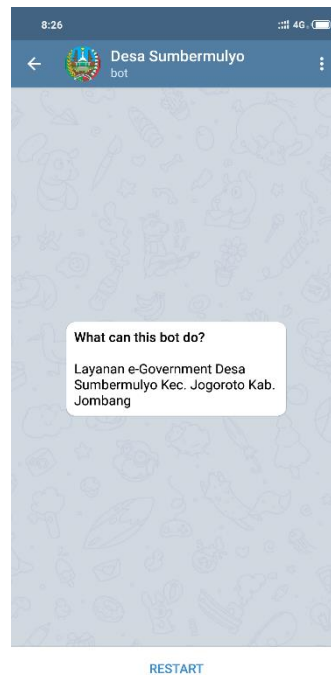 8:26
4G
Desa Sumbermulyo
bot
What can this bot do?
Layanan e-Government Desa
Sumbermulyo Kec. Jogoroto Kab.
Jombang
RESTART